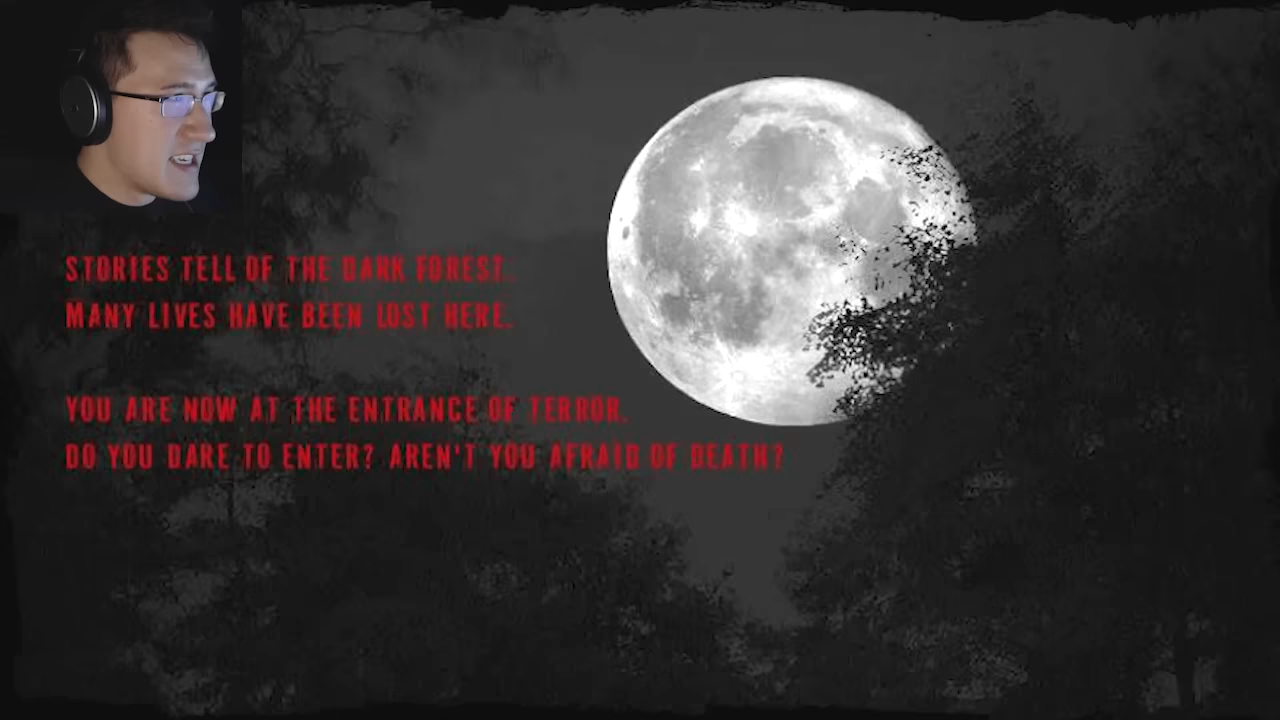 STORIES TELL OF THE DARK FOREST.
MANY LIVES HAVE BEEN LOST HERE.
YOU ARE NOW AT THE ENTRANCE OF TERROR.
DO YOU DARE TO ENTER? AREN'T YOU AFRAID OF DEATH?